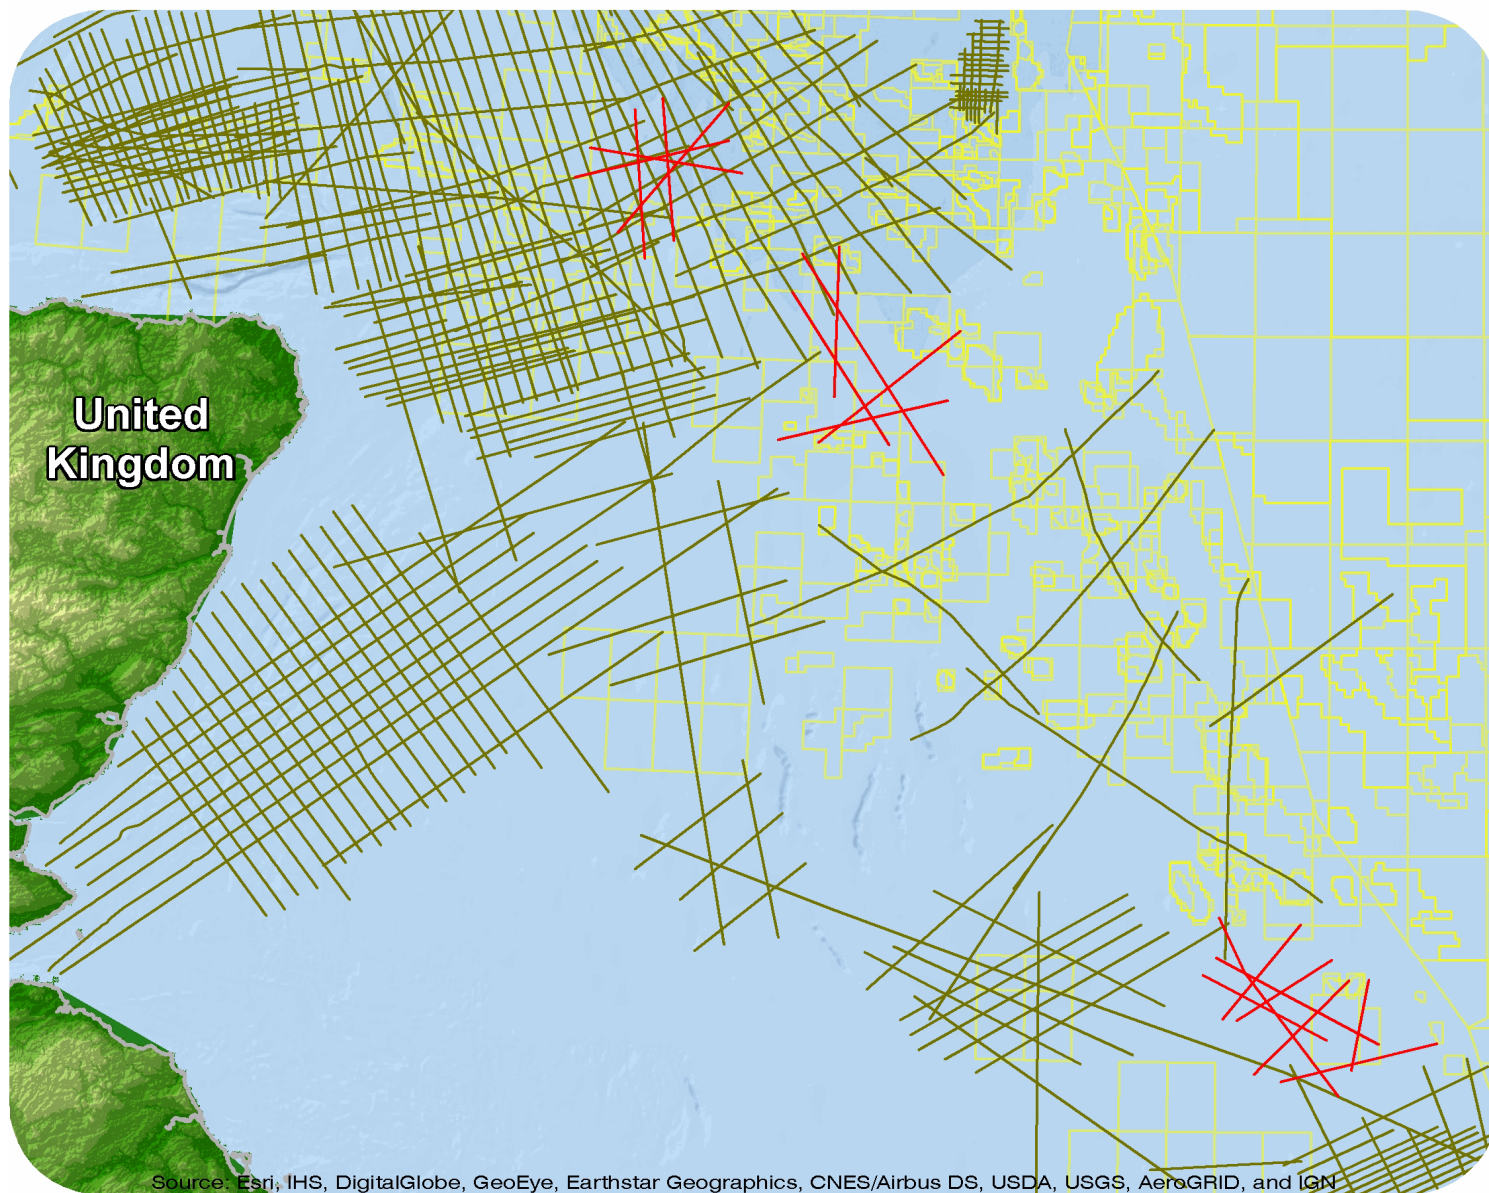 United
Kingdom
Source: Esri, IHS, DigitalGlobe, GeoEye, Earthstar Geographics, CNES/Airbus DS, USDA, USGS, AeroGRID, and IGN